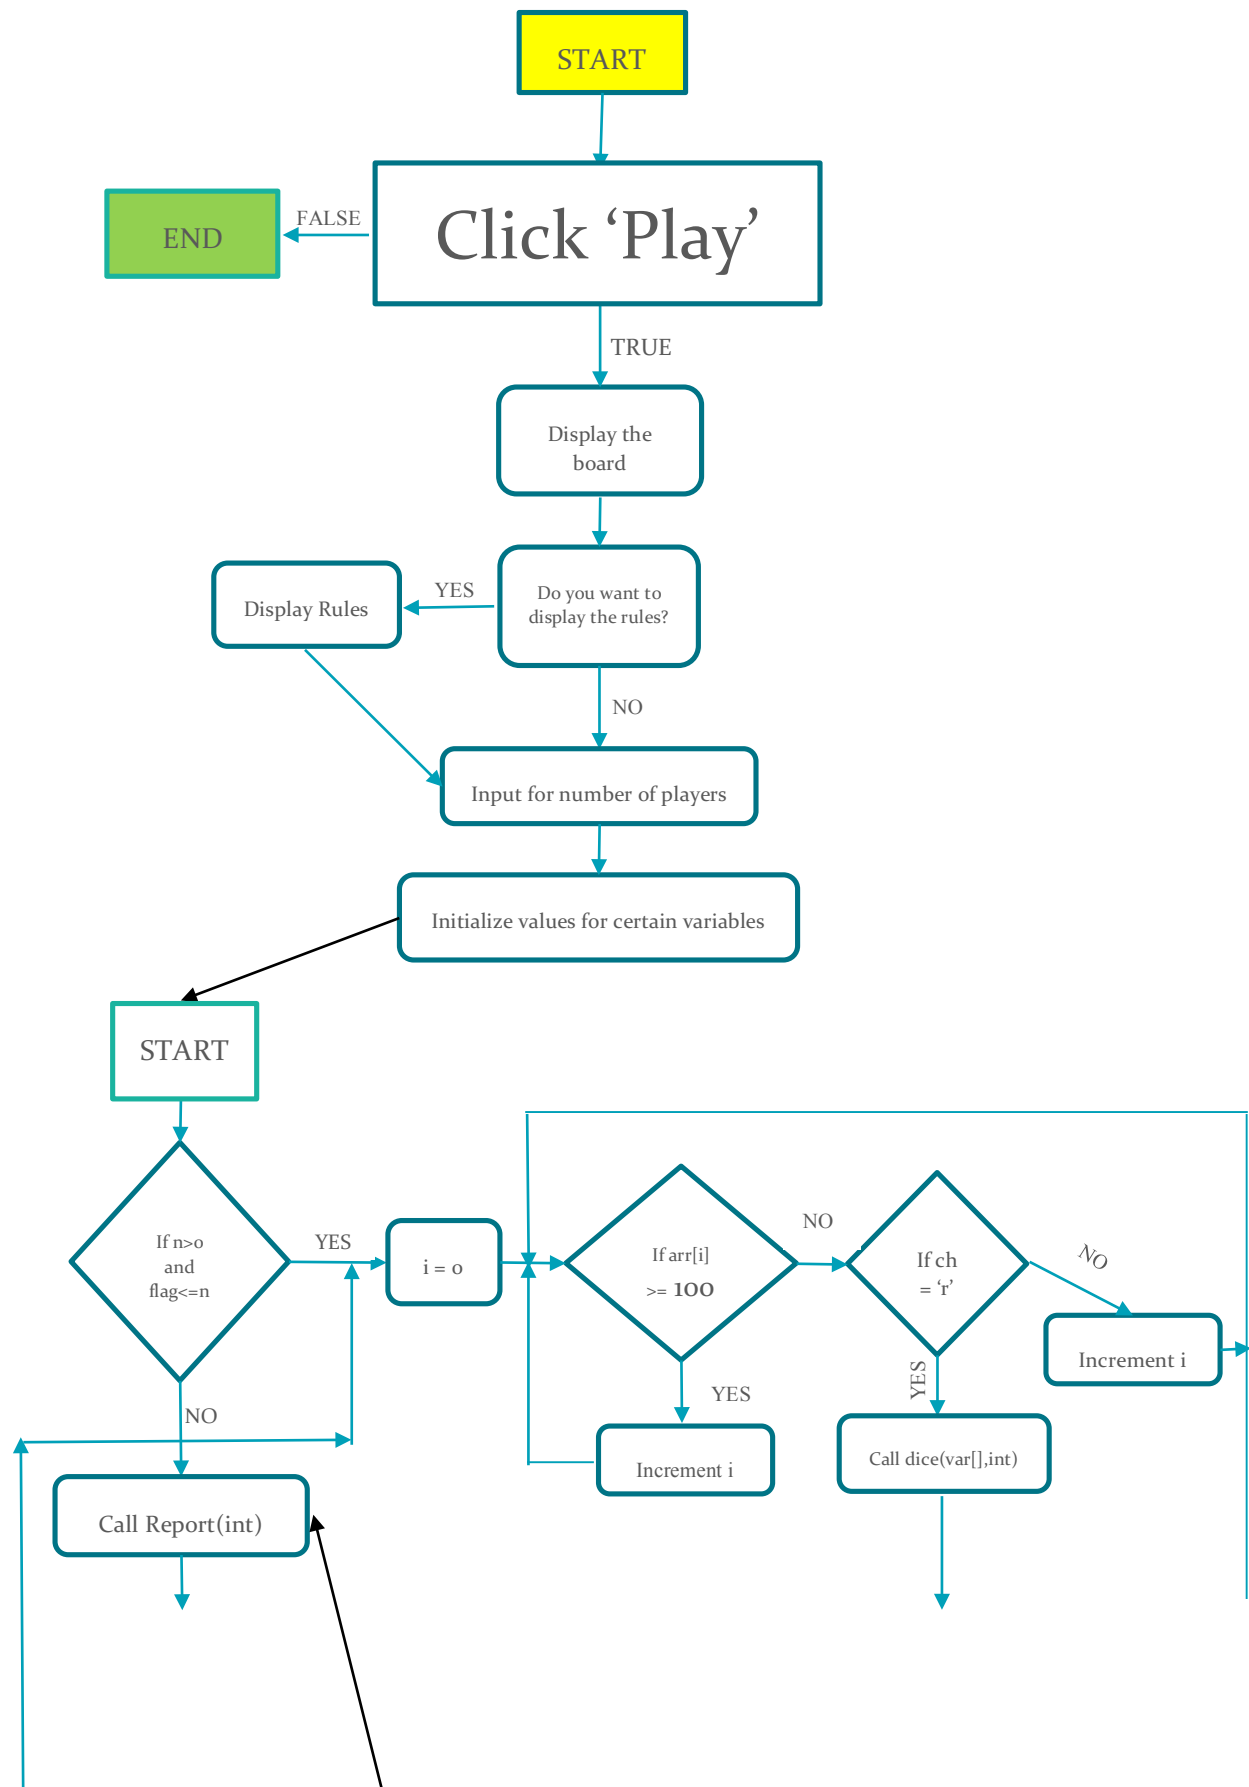 START
Click ‘Play’
FALSE
END
TRUE
Display the
board
Do you want to
display the rules?
YES
Display Rules
NO
Input for number of players
Initialize values for certain variables
START
If n>0
and
flag<=n
YES
i = 0
If arr[i]
>= 100
NO
If ch
= ‘r’
NO
Increment i
YES
Increment i
YES
Call dice(var[],int)
NO
Call Report(int)